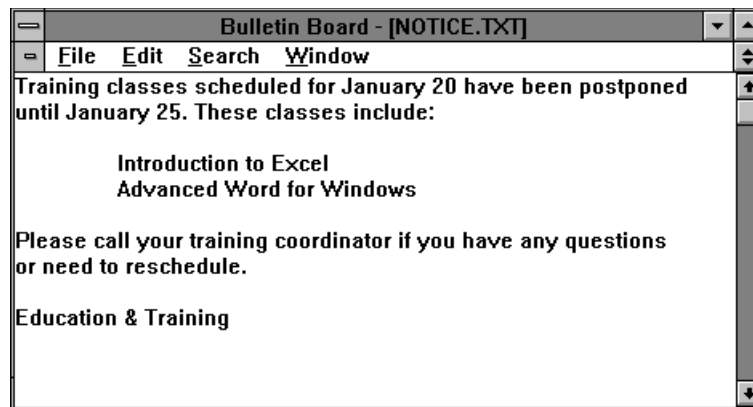 Bulletin Board - [NOTICE.TXT]
File Edit Search Window
Training classes scheduled for January 20 have been postponed
until January 25. These classes include:
Introduction to Excel
Advanced Word for Windows
Please call your training coordinator if you have any questions
or need to reschedule.
Education & Training